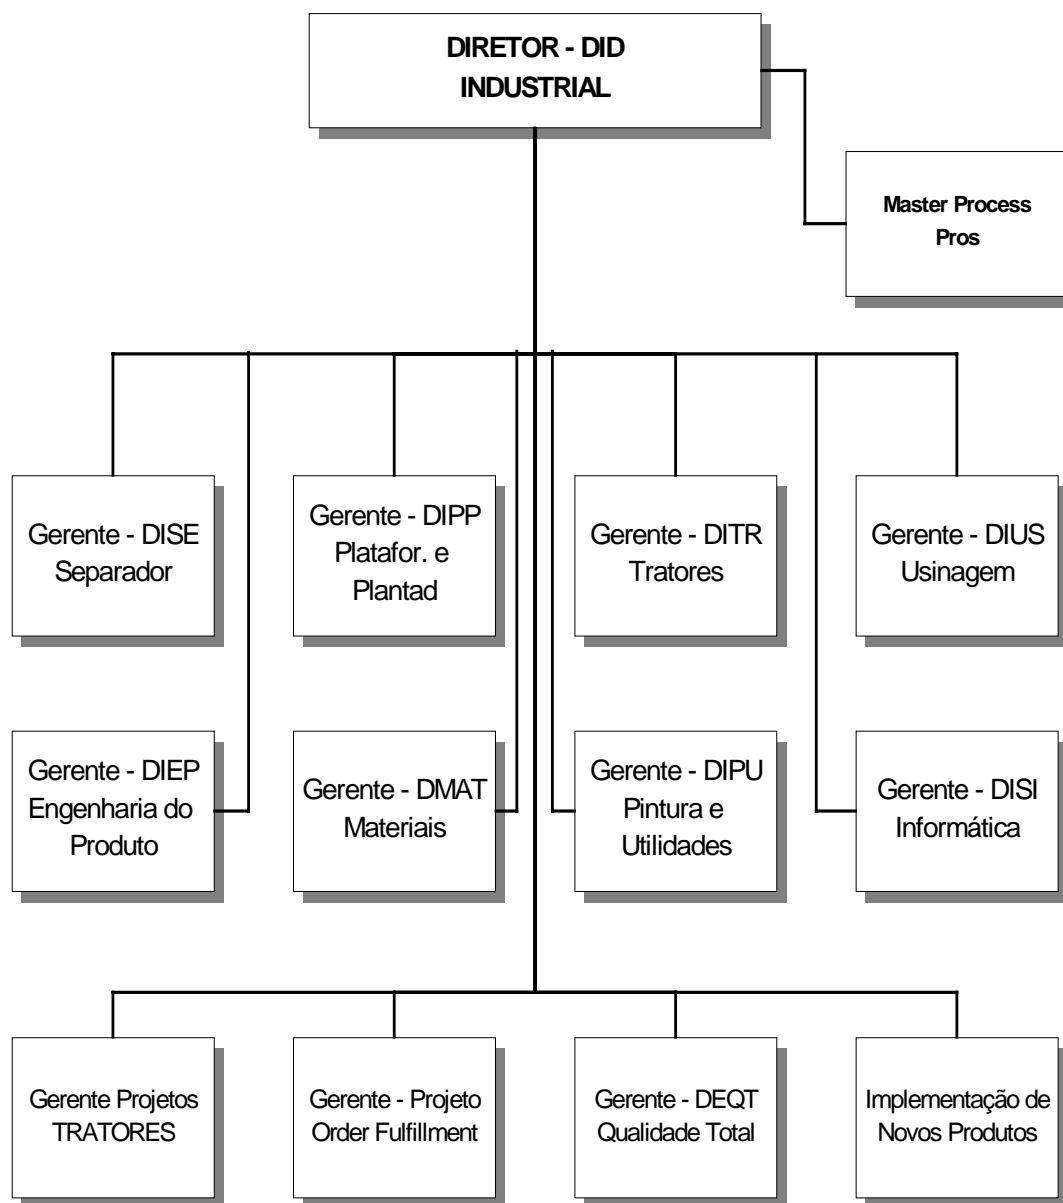 DIRETOR - DID
INDUSTRIAL
Master Process
Pros
Gerente - DISE
Separador
Gerente - DIPP
Platafor. e
Plantad
Gerente - DITR
Tratores
Gerente - DIUS
Usinagem
Gerente - DIEP
Engenharia do
Produto
Gerente - DMAT
Materiais
Gerente - DIPU
Pintura e
Utilidades
Gerente - DISI
Informática
Gerente Projetos
TRATORES
Gerente - Projeto
Order Fulfillment
Gerente - DEQT
Qualidade Total
Implementação de
Novos Produtos